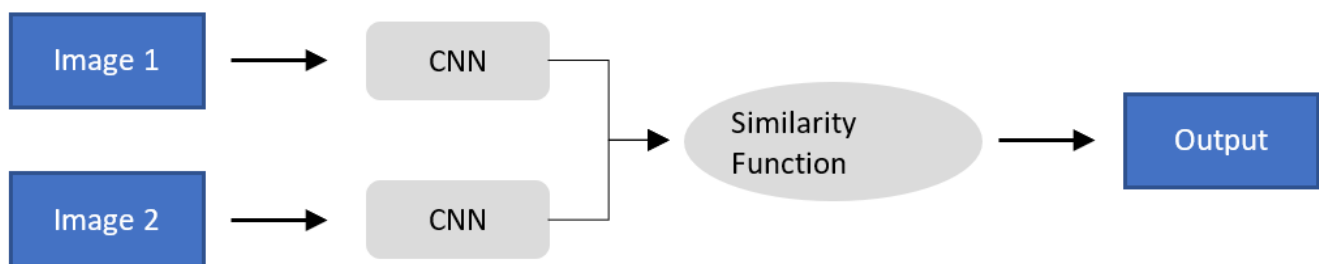 Image 1
CNN
Similarity
Function
Output
Image 2
CNN